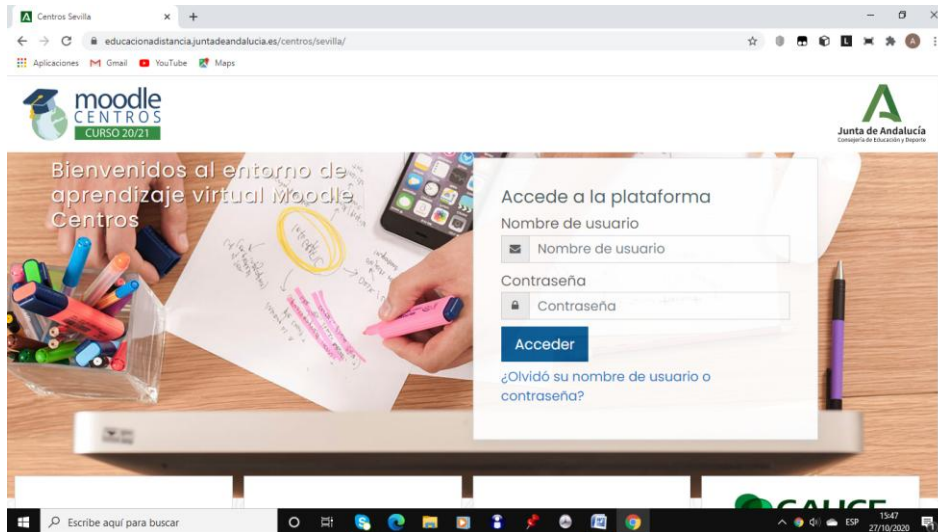 Centros Sevilla
educacionadistancia.juntadeandalucia.es/centros/sevilla/
Aplicaciones
Gmail
YouTube
Maps
moodle
CENTROS
CURSO 20/21
Junta de Andalucía
Consejería de Educación y Deporte
Bienvenidos al entorno de
aprendizaje virtual Moodle
Centros
Accede a la plataforma
Nombre de usuario
Nombre de usuario
Contraseña
Contraseña
Acceder
¿Olvidó su nombre de usuario o
contraseña?
CAUCE
Escribe aquí para buscar
ESP
15:47
27/10/2020